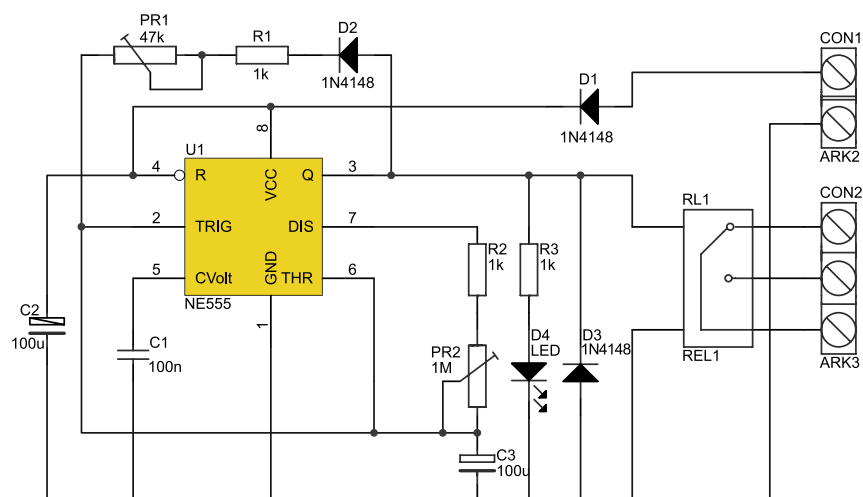 PR1
47k
R1
1k
D2
1N4148
D1
1N4148
CON1
ARK2
U1
8
4
R
VCC
Q
3
2
TRIG
DIS
7
5
CVolt
GND
THR
6
NE555
1
C2
100u
C1
100n
R2
1k
R3
1k
PR2
1M
D4
LED
D3
1N4148
C3
100u
RL1
REL1
CON2
ARK3